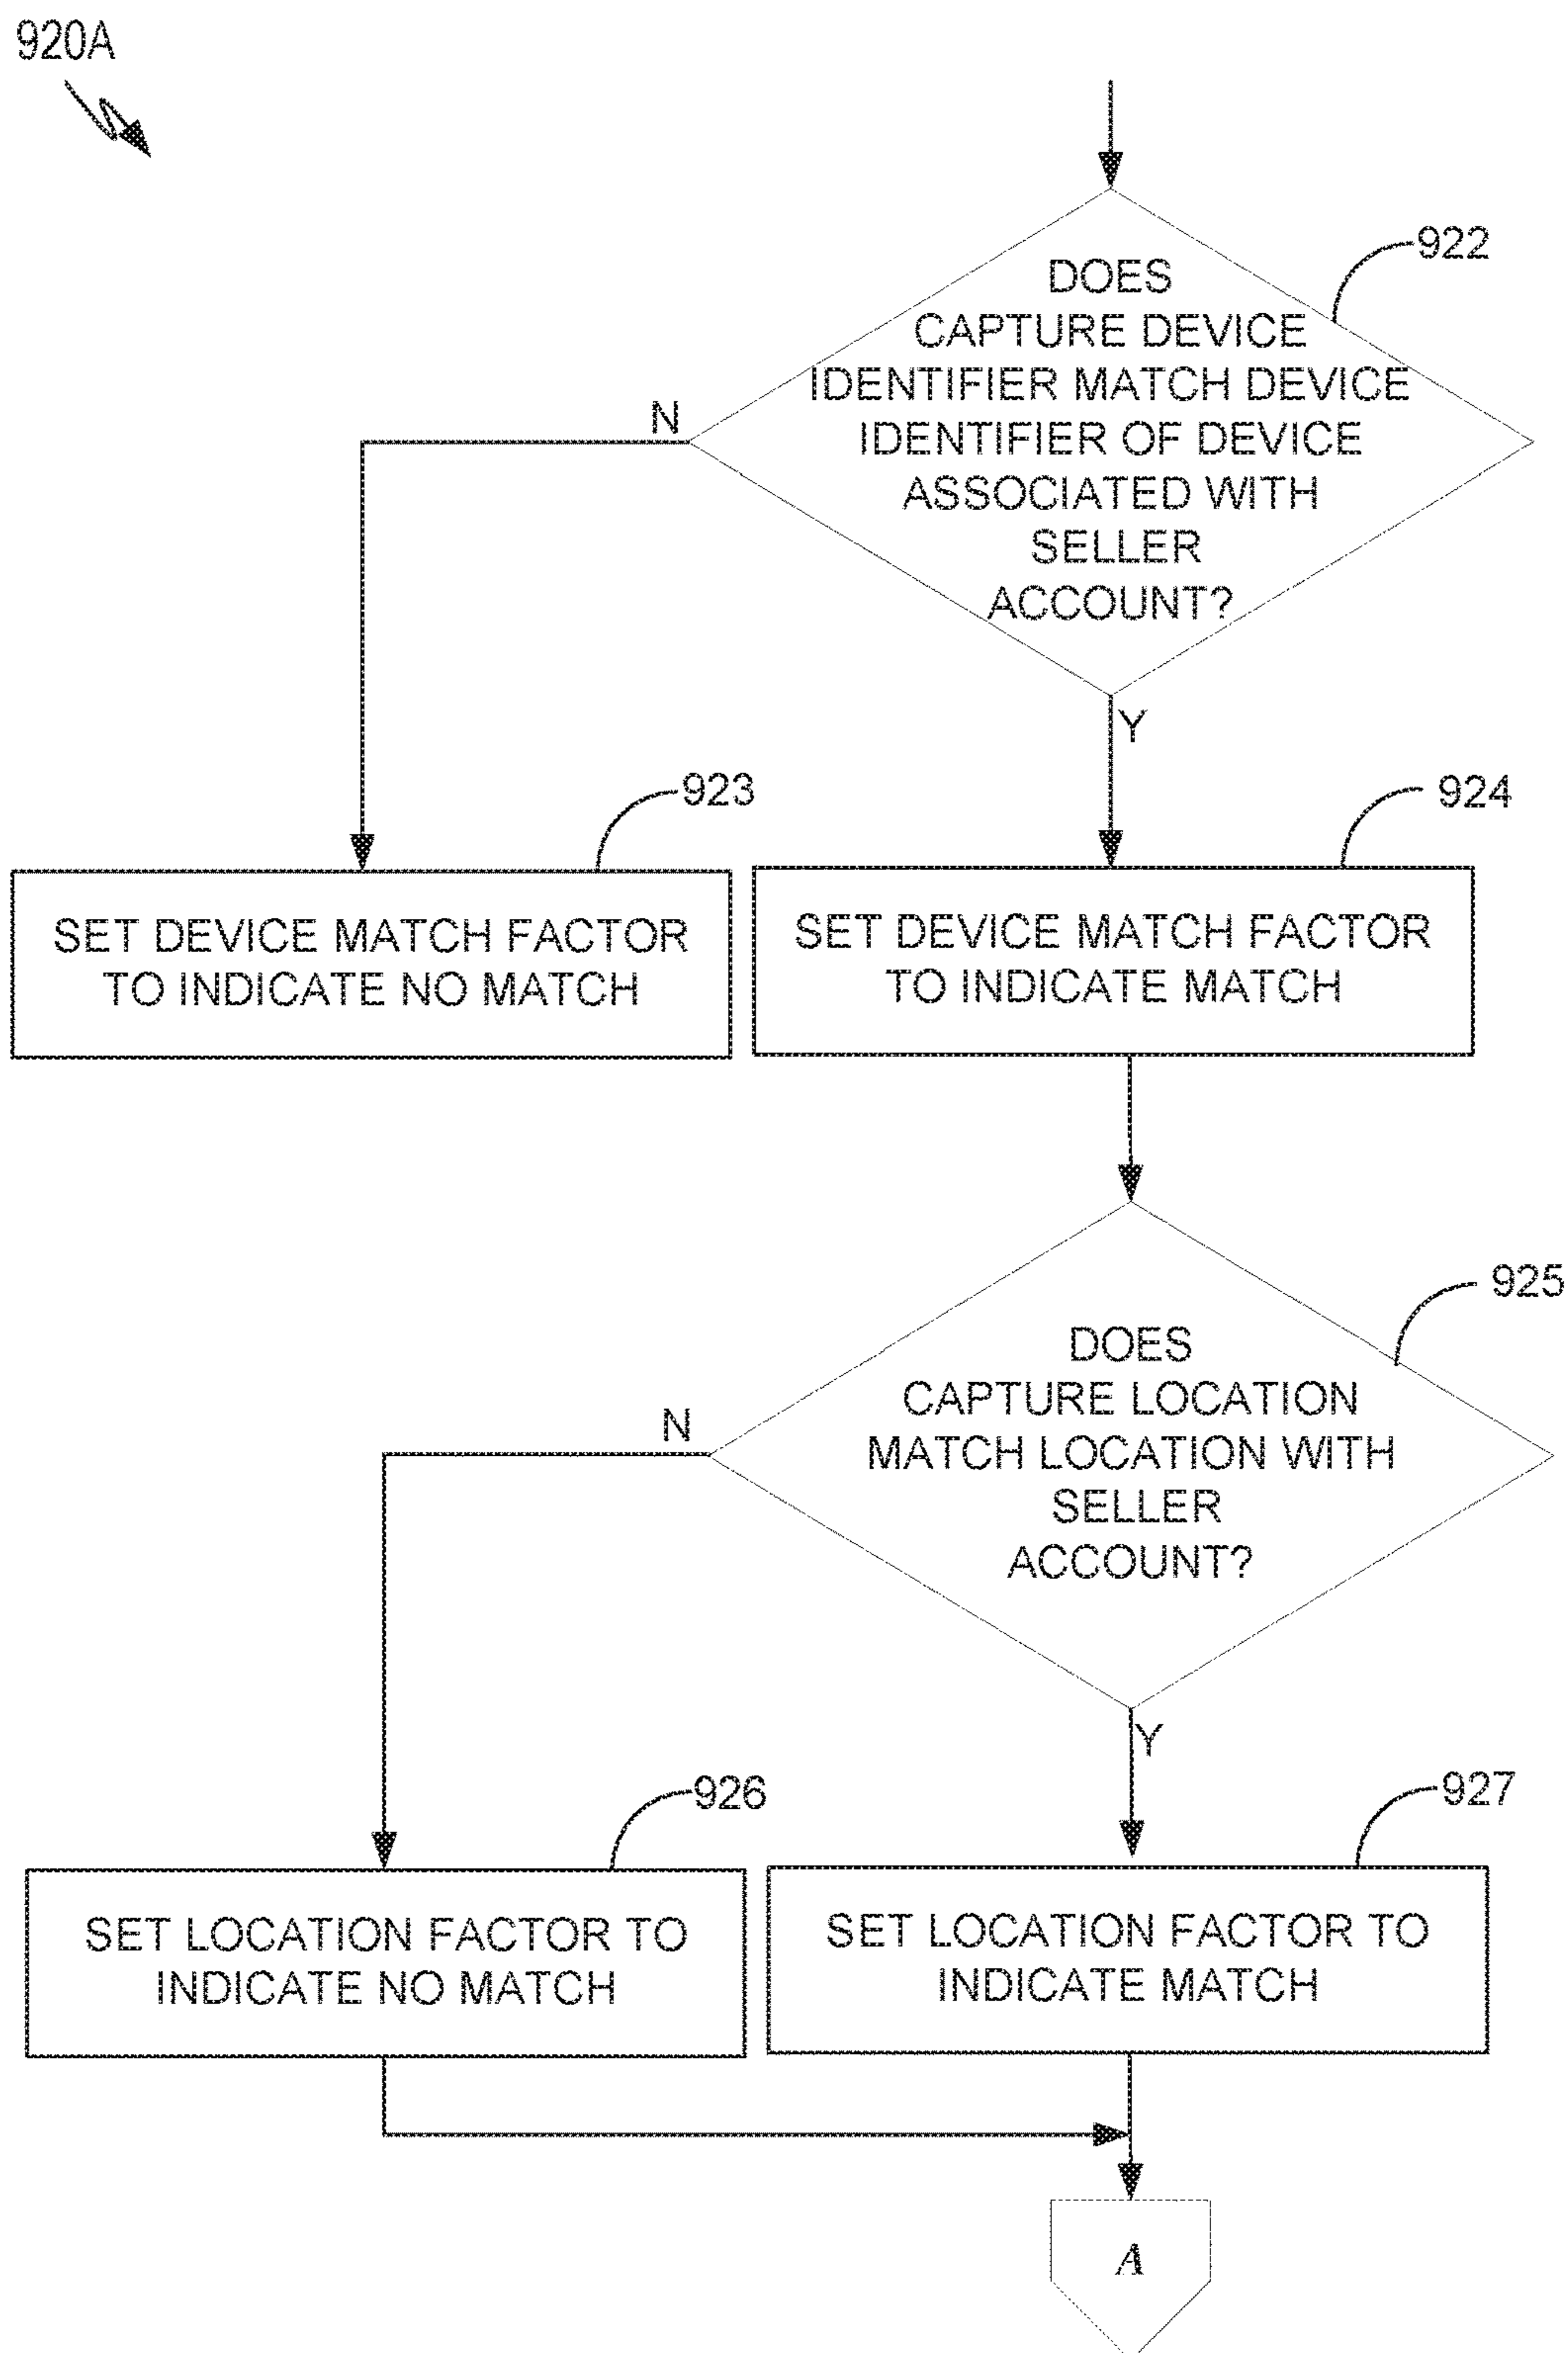 920A
922
DOES
CAPTURE DEVICE
IDENTIFIER MATCH DEVICE
IDENTIFIER OF DEVICE
ASSOCIATED WITH
SELLER
ACCOUNT?
N
Y
923
SET DEVICE MATCH FACTOR
TO INDICATE NO MATCH
924
SET DEVICE MATCH FACTOR
TO INDICATE MATCH
925
DOES
CAPTURE LOCATION
MATCH LOCATION WITH
SELLER
ACCOUNT?
N
Y
926
SET LOCATION FACTOR TO
INDICATE NO MATCH
927
SET LOCATION FACTOR TO
INDICATE MATCH
A